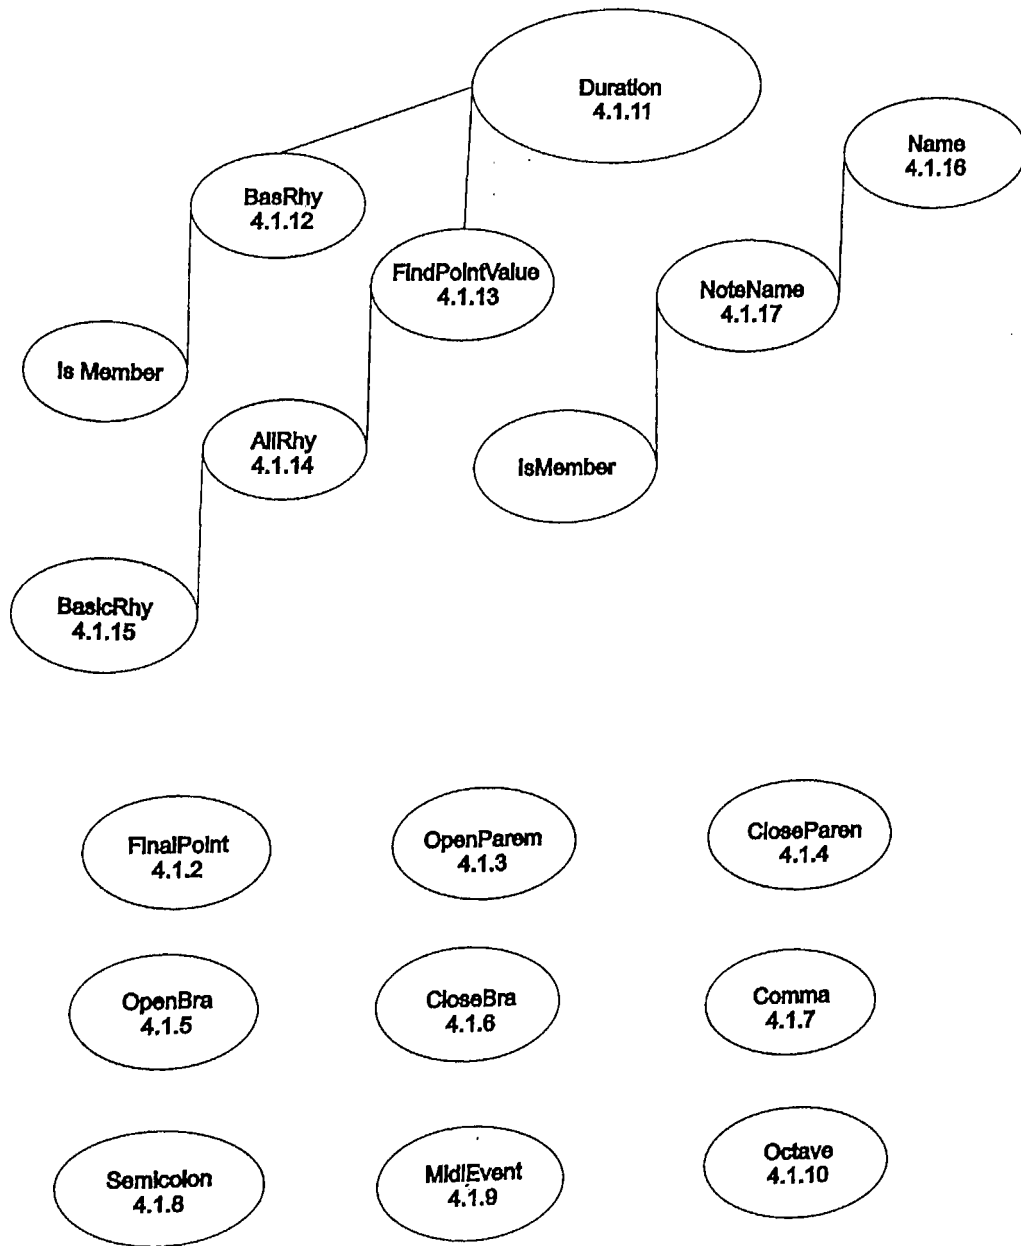 Duration
4.1.11
Name
4.1.16
BasRhy
4.1.12
FindPointValue
4.1.13
NoteName
4.1.17
Is Member
AllRhy
4.1.14
IsMember
BasicRhy
4.1.15
FinalPoint
4.1.2
OpenParem
4.1.3
CloseParen
4.1.4
OpenBra
4.1.5
CloseBra
4.1.6
Comma
4.1.7
Semicolon
4.1.8
MidiEvent
4.1.9
Octave
4.1.10